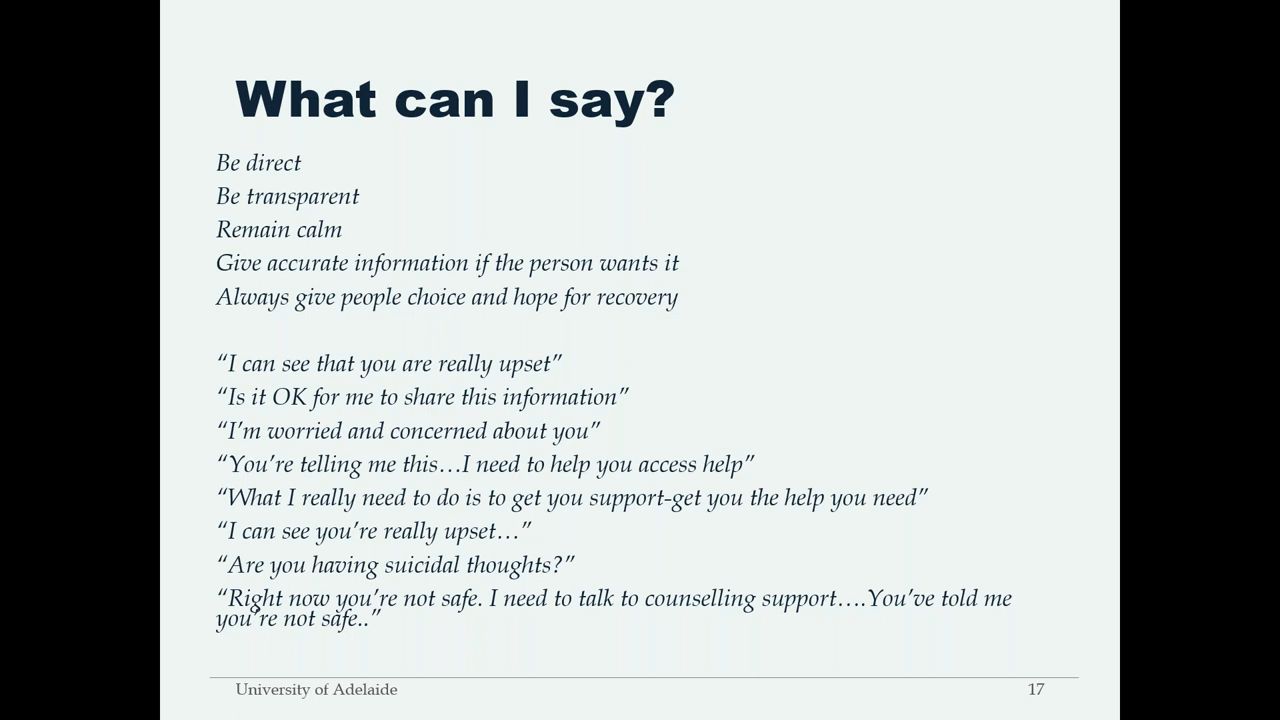 What can I say?
Be direct
Be transparent
Remain calm
Give accurate information if the person wants it
Always give people choice and hope for recovery
“I can see that you are really upset”
“Is it OK for me to share this information”
“I’m worried and concerned about you”
“You’re telling me this…I need to help you access help”
“What I really need to do is to get you support-get you the help you need”
“I can see you’re really upset…”
“Are you having suicidal thoughts?”
“Right now you’re not safe. I need to talk to counselling support….You’ve told me
you’re not safe..”
University of Adelaide
17